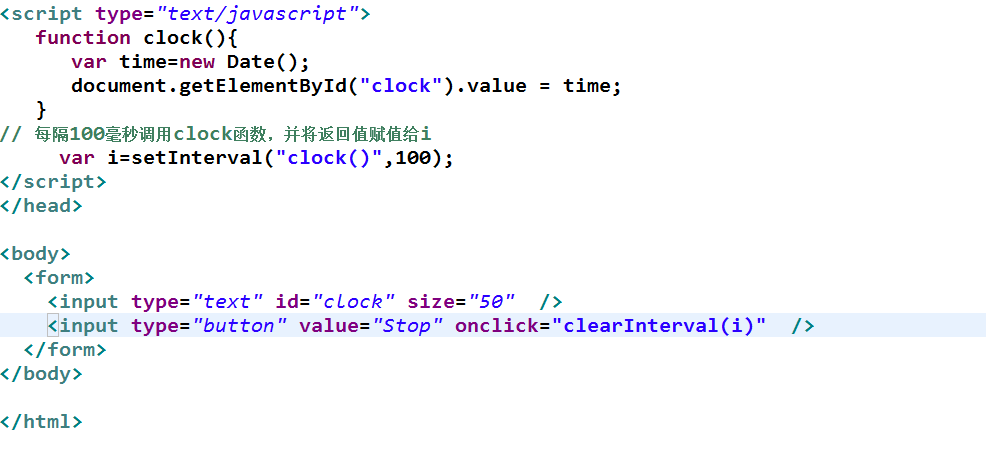 <script type="text/javascript">
function clock(){
var time=new Date();
document.getElementById("clock").value = time;
}
// 每隔100毫秒调用clock函数，并将返回值赋值给i
var i=setInterval("clock()",100);
</script>
</head>
<body>
<form>
<input type="text" id="clock" size="50"  />
<input type="button" value="Stop" onclick="clearInterval(i)"  />
</form>
</body>
</html>